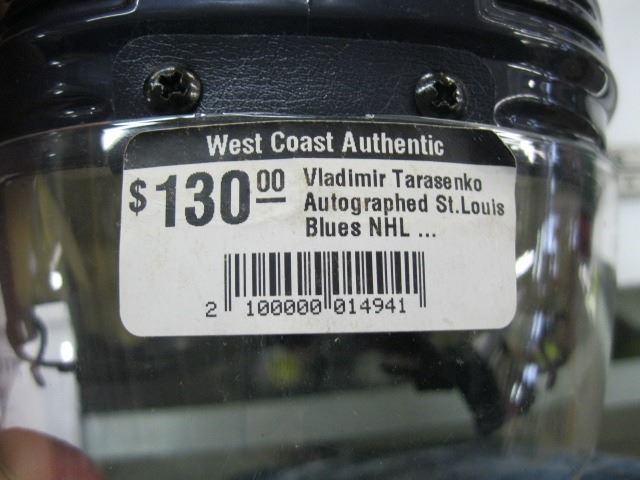 West Coast Authentic
$130.00 Vladimir Tarasenko
Autographed St.Louis
Blues NHL ...
2 100000 014941